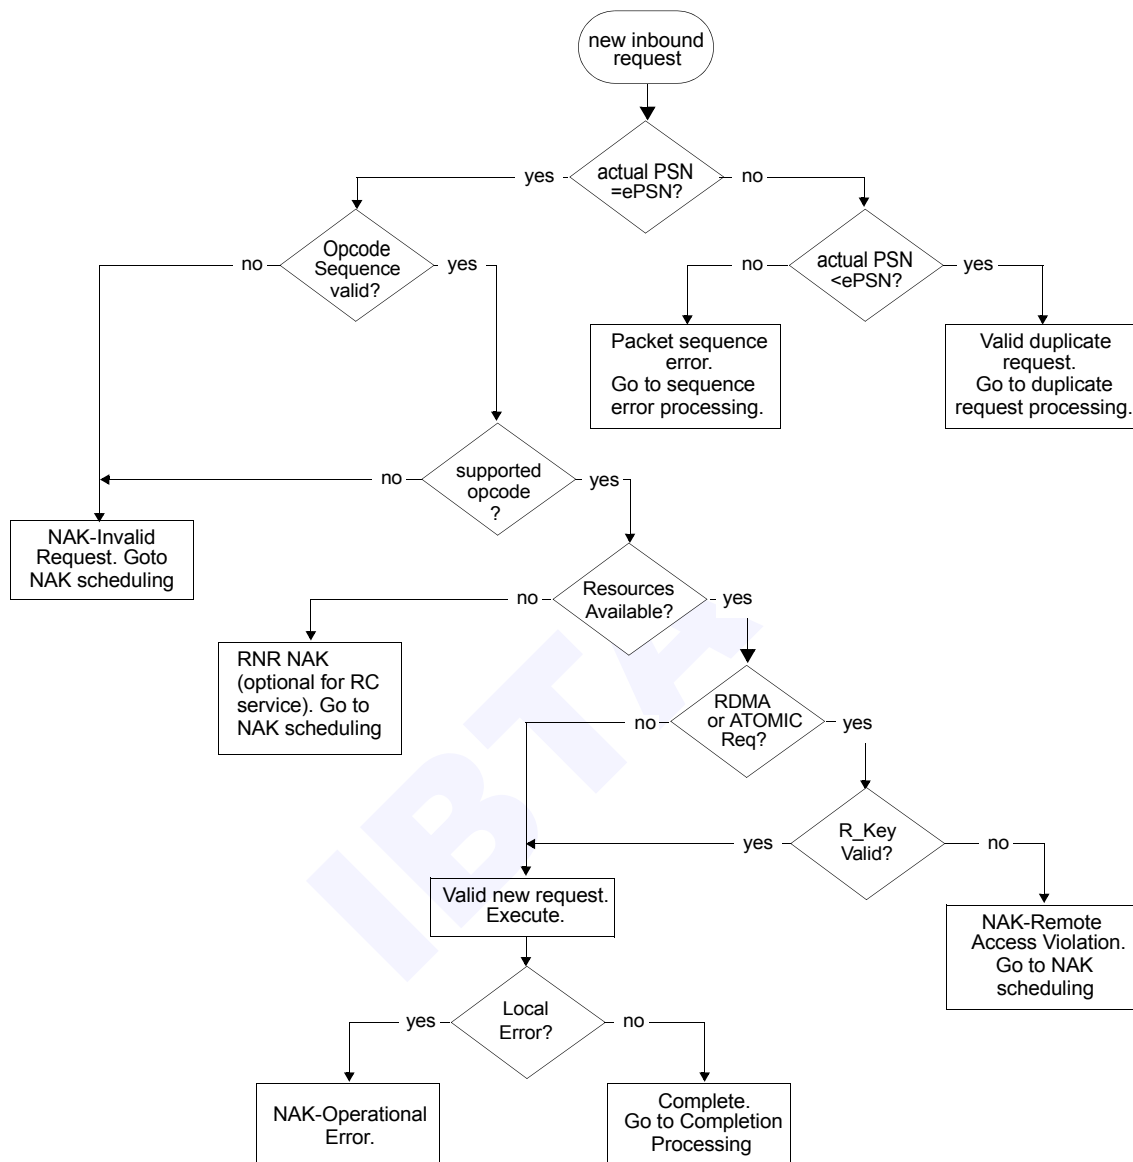 new inbound
request
actual PSN
=ePSN?
yes
no
Opcode
Sequence
valid?
no
yes
actual PSN
<ePSN?
no
yes
Packet sequence
error.
Go to sequence
error processing.
Valid duplicate
request.
Go to duplicate
request processing.
supported
opcode
?
no
yes
NAK-Invalid
Request. Goto
NAK scheduling
Resources
Available?
no
yes
RNR NAK
(optional for RC
service). Go to
NAK scheduling
RDMA
or ATOMIC
Req?
no
yes
R_Key
Valid?
yes
no
Valid new request.
Execute.
NAK-Remote
Access Violation.
Go to NAK
scheduling
Local
Error?
yes
no
NAK-Operational
Error.
Complete.
Go to Completion
Processing
IBTA